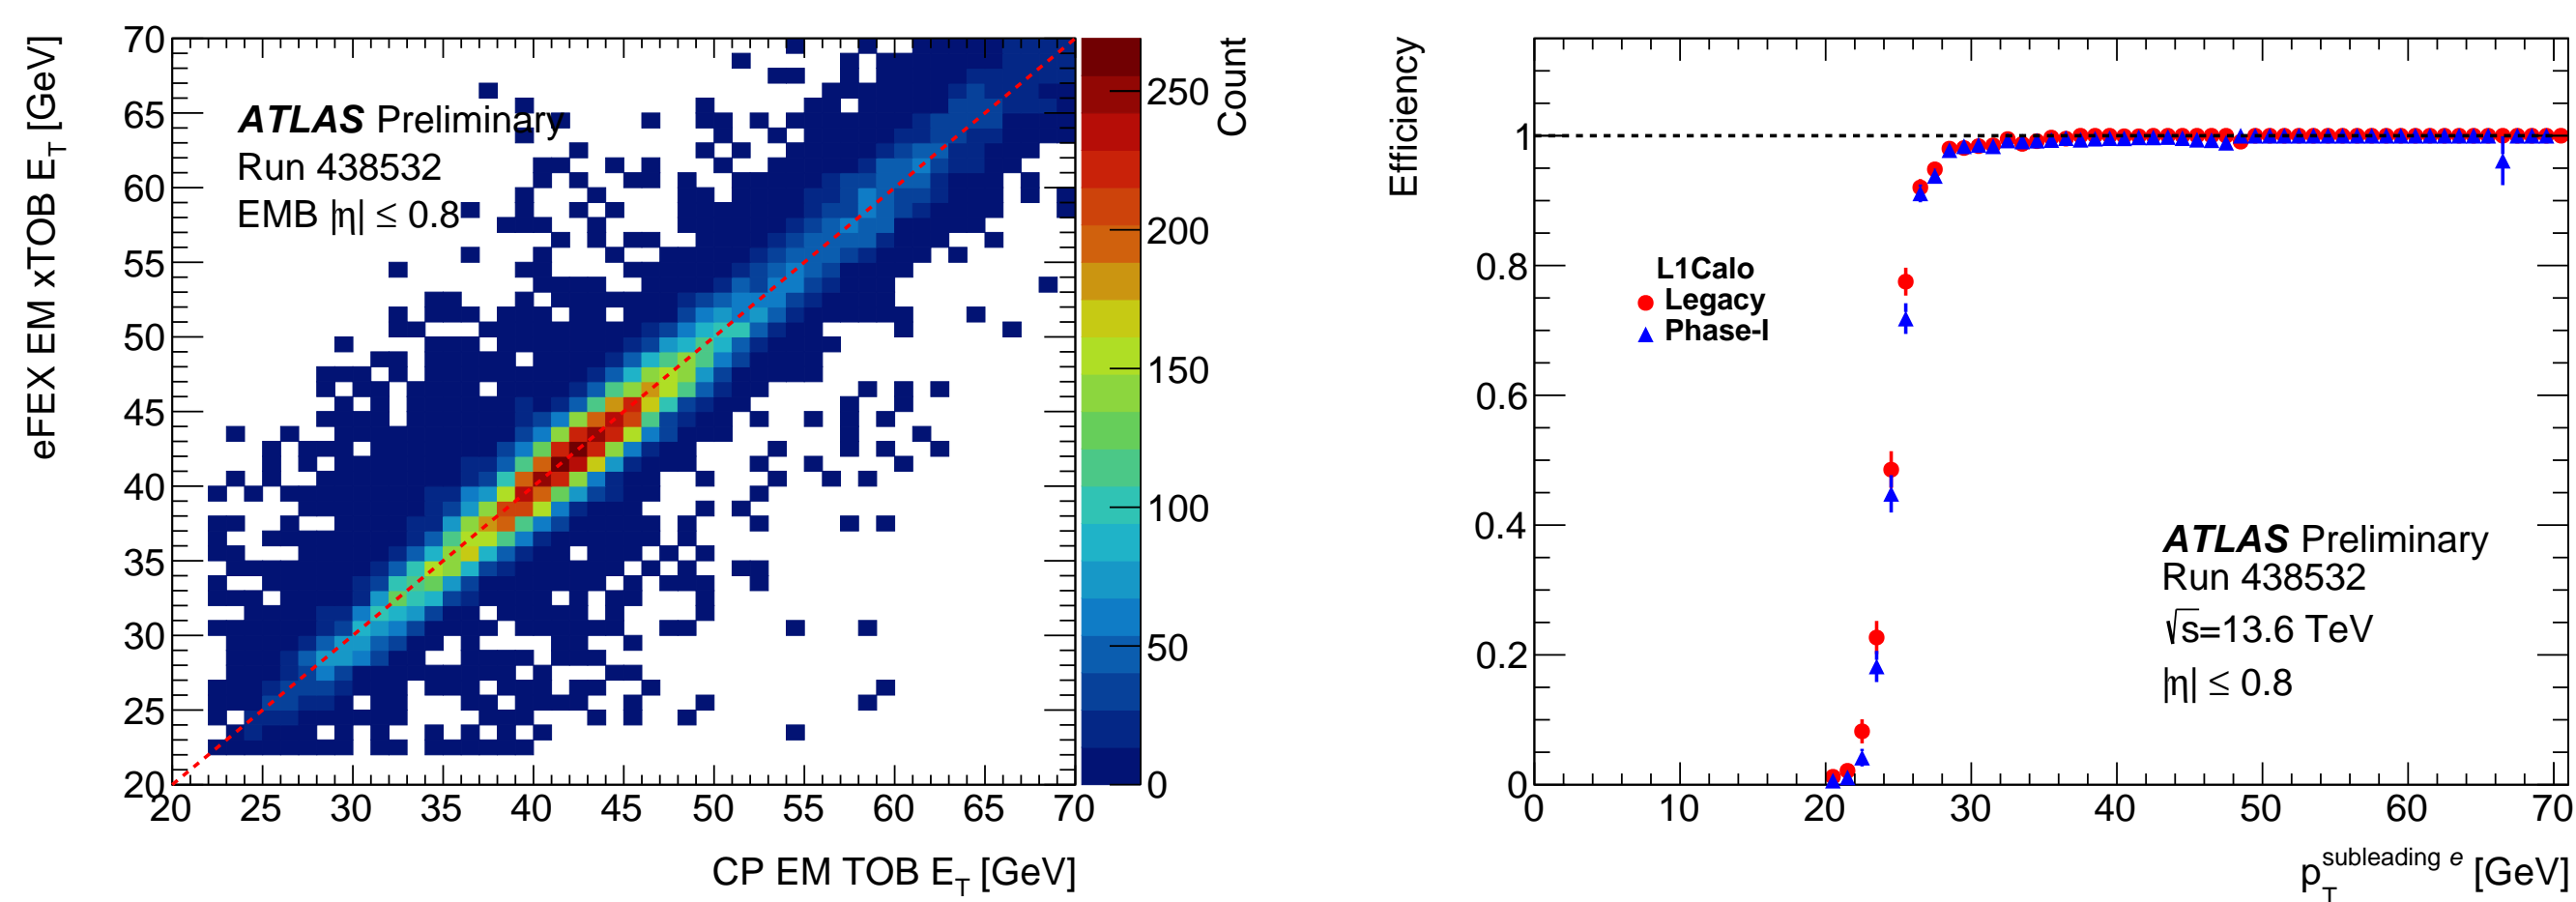 eFEX EM xTOB E_T [GeV]
70
65
60
55
50
45
40
35
30
25
20
ATLAS Preliminary
Run 438532
EMB |η| ≤ 0.8
20 25 30 35 40 45 50 55 60 65 70
CP EM TOB E_T [GeV]
Count
250
200
150
100
50
0
Efficiency
1
0.8
0.6
0.4
0.2
0
L1Calo
Legacy
Phase-I
ATLAS Preliminary
Run 438532
√s=13.6 TeV
|η| ≤ 0.8
0 10 20 30 40 50 60 70
p_T^subleading e [GeV]